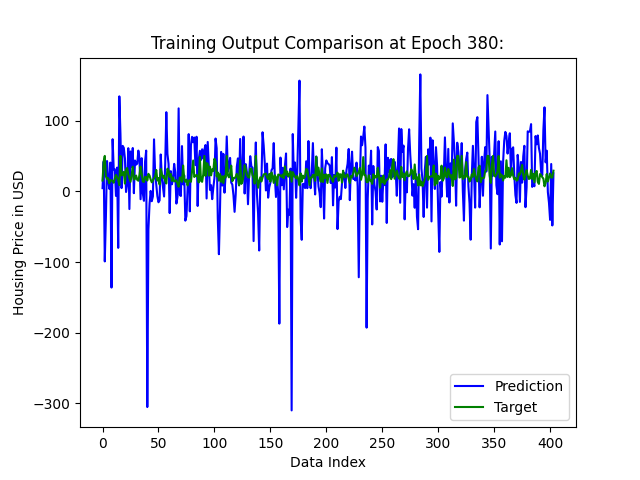 Training Output Comparison at Epoch 380:
Housing Price in USD
100
0
−100
−200
−300
0 50 100 150 200 250 300 350 400
Data Index
Prediction
Target